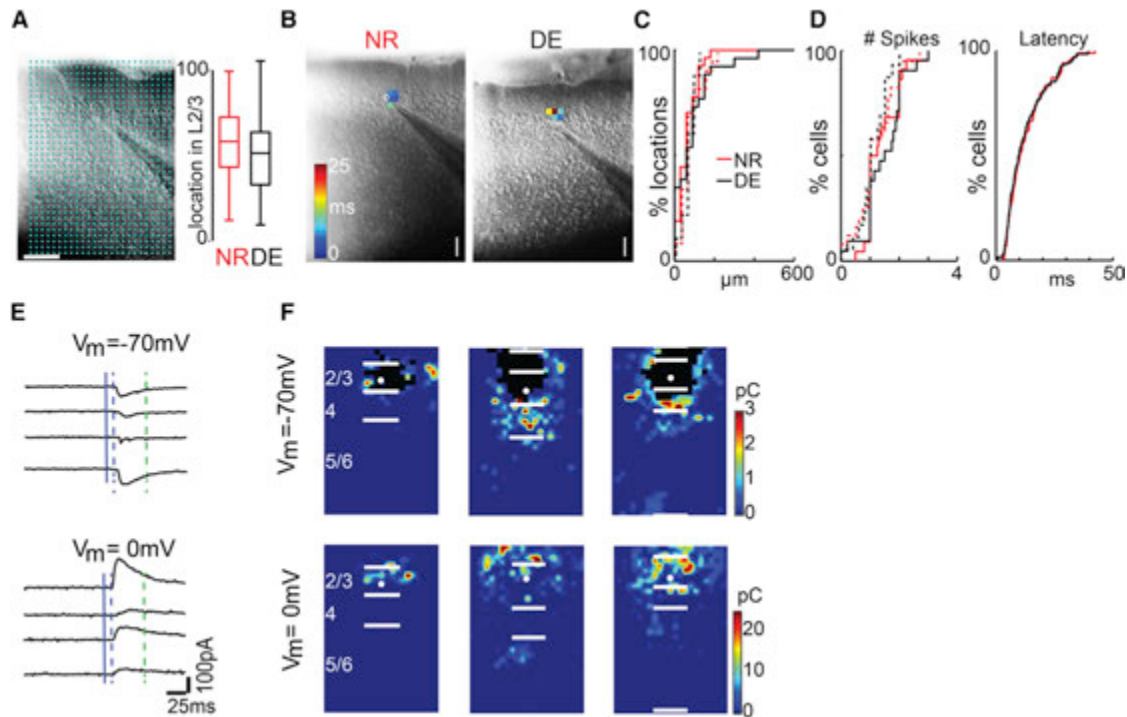 A
100
location in L2/3
0
NR DE
B
NR
DE
25
ms
0
C
100
% locations
NR
DE
0
0
600
µm
D
# Spikes
100
% cells
0
0
4
Latency
100
% cells
0
0
50
ms
E
Vm=-70mV
Vm= 0mV
100pA
25ms
F
Vm=-70mV
2/3
4
5/6
pC
3
2
1
0
Vm= 0mV
2/3
4
5/6
pC
20
10
0